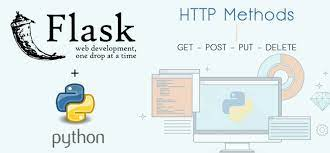 Flask
web development,
one drop at a time
+
python
HTTP Methods
GET - POST - PUT - DELETE